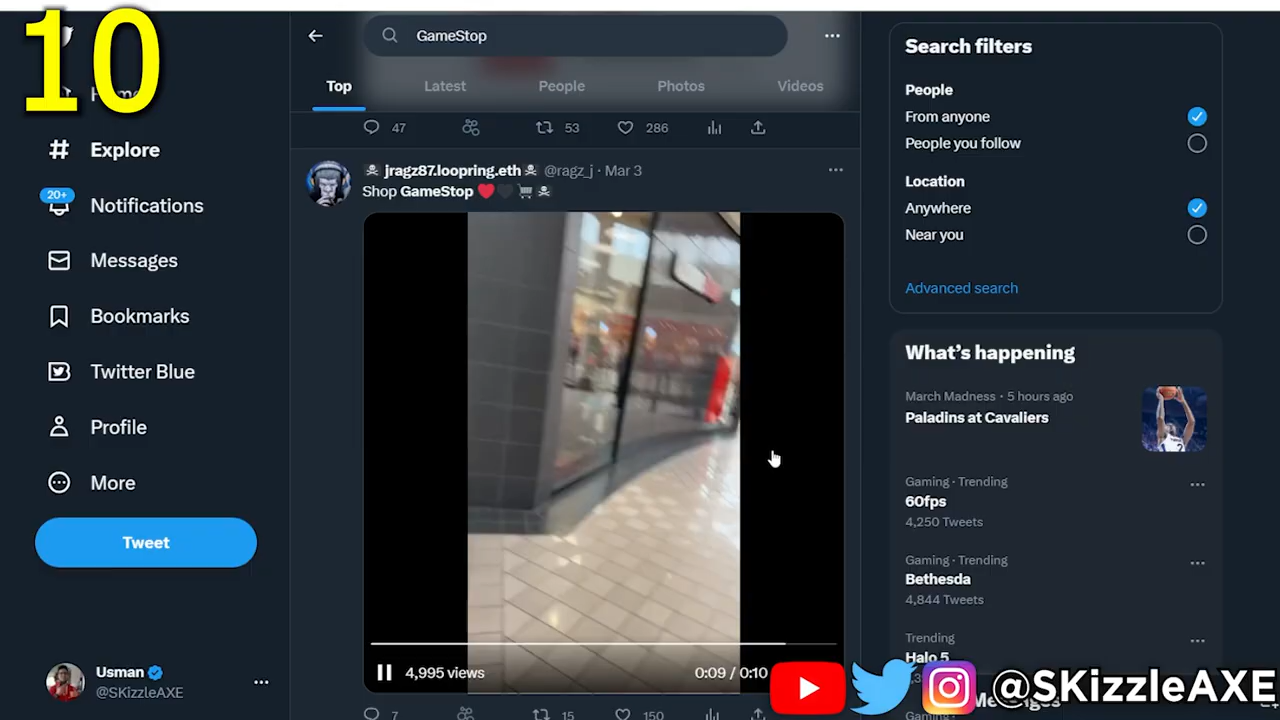 10
GameStop
Home
Top
Latest
People
Photos
Videos
47
53
286
Explore
Notifications
20+
Messages
Bookmarks
Twitter Blue
Profile
More
Tweet
Usman
@SKizzleAXE
☠ jragz87.loopring.eth☠ @ragz_j · Mar 3
Shop GameStop ❤️🖤🛒☠
4,995 views
0:09 / 0:10
7
15
150
Search filters
People
From anyone
People you follow
Location
Anywhere
Near you
Advanced search
What's happening
March Madness · 5 hours ago
Paladins at Cavaliers
Gaming · Trending
60fps
4,250 Tweets
Gaming · Trending
Bethesda
4,844 Tweets
Trending
Halo 5
Messages
@SKizzleAXE